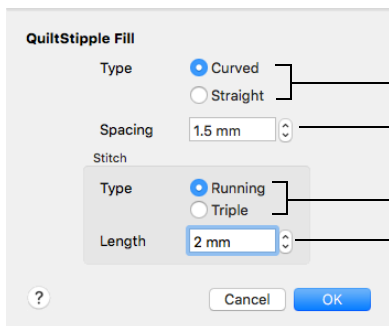 QuiltStipple Fill
Type Curved
Straight
Spacing 1.5 mm
Stitch
Type Running
Triple
Length 2 mm
? Cancel OK